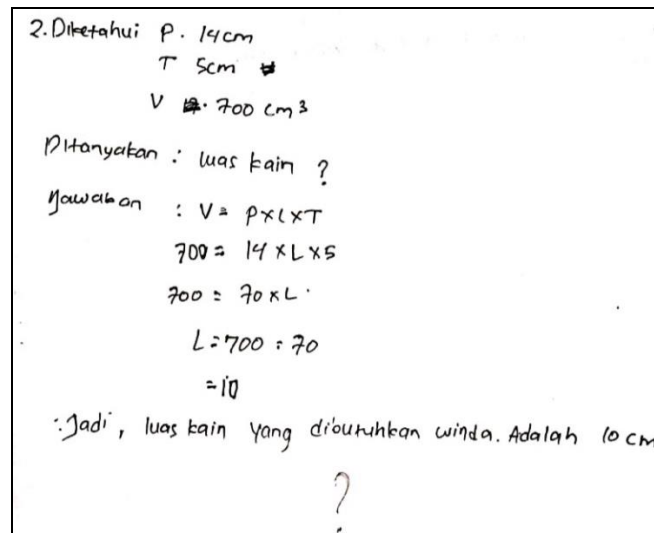 2. Diketahui P. 14cm
T 5cm
V . 700 cm³
Ditanyakan : luas kain ?
Jawaban : V = P×L×T
700 = 14 × L × 5
700 = 70 × L .
L = 700 : 70
= 10
∴ Jadi, luas kain yang dibutuhkan winda. Adalah 10 cm
?